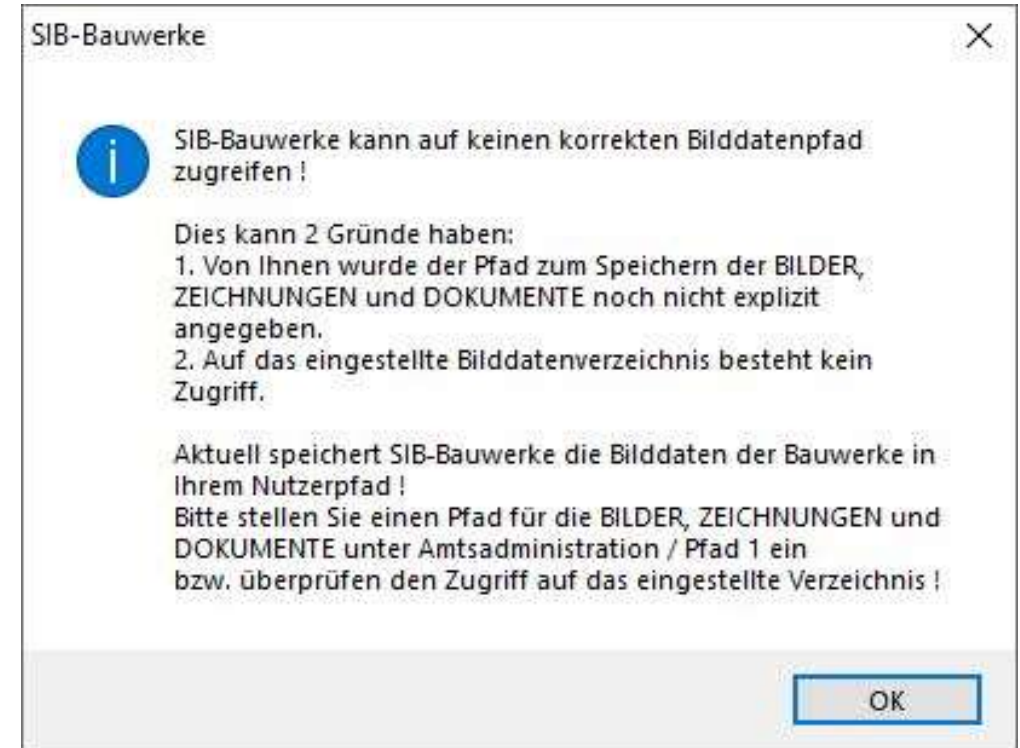 SIB-Bauwerke
SIB-Bauwerke kann auf keinen korrekten Bilddatenpfad
zugreifen !
Dies kann 2 Gründe haben:
1. Von Ihnen wurde der Pfad zum Speichern der BILDER,
ZEICHNUNGEN und DOKUMENTE noch nicht explizit
angegeben.
2. Auf das eingestellte Bilddatenverzeichnis besteht kein
Zugriff.
Aktuell speichert SIB-Bauwerke die Bilddaten der Bauwerke in
Ihrem Nutzerpfad !
Bitte stellen Sie einen Pfad für die BILDER, ZEICHNUNGEN und
DOKUMENTE unter Amtsadministration / Pfad 1 ein
bzw. überprüfen den Zugriff auf das eingestellte Verzeichnis !
OK